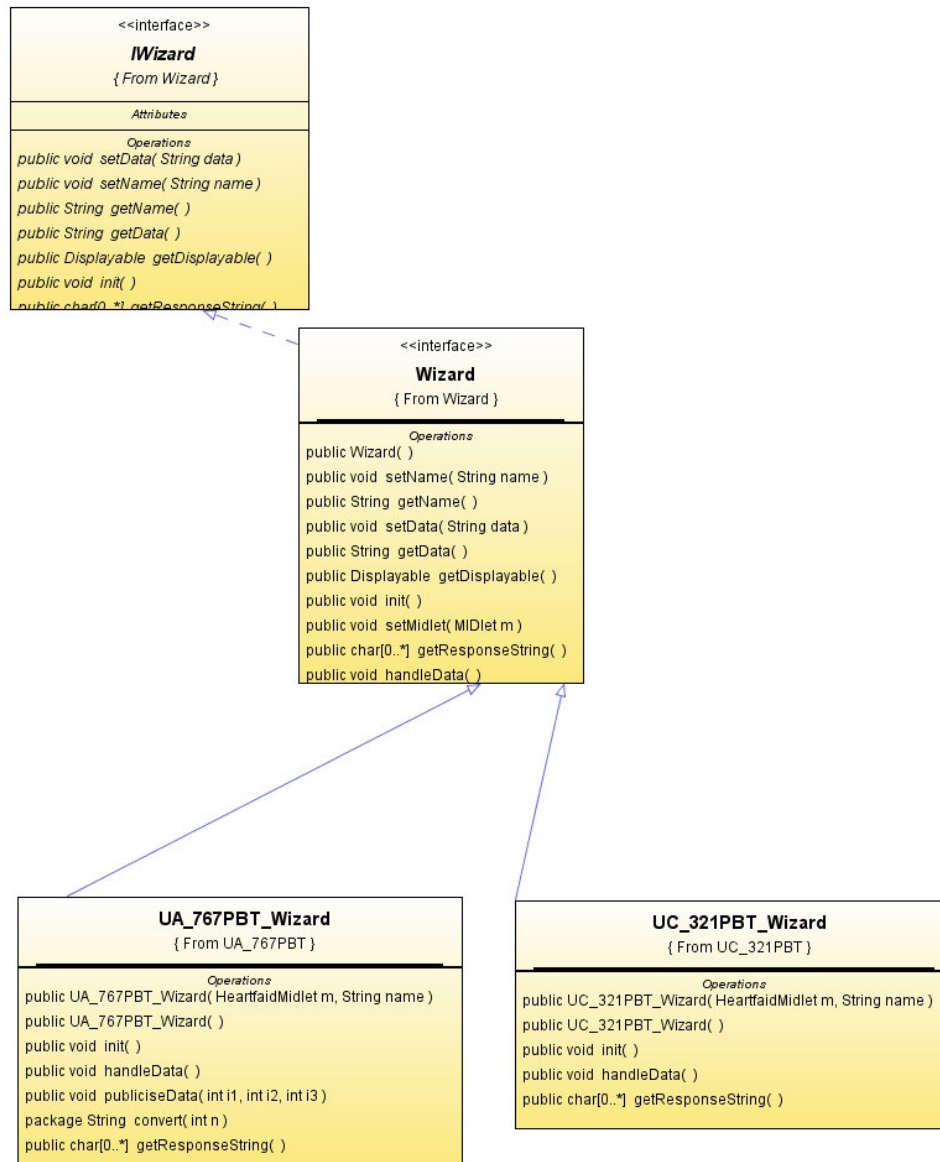 <<interface>>
IWizard
{ From Wizard }
Attributes
Operations
public void setData( String data )
public void setName( String name )
public String getName( )
public String getData( )
public Displayable getDisplayable( )
public void init( )
public char[0..*] getResponseString( )
<<interface>>
Wizard
{ From Wizard }
Operations
public Wizard( )
public void setName( String name )
public String getName( )
public void setData( String data )
public String getData( )
public Displayable getDisplayable( )
public void init( )
public void setMidlet( MIDlet m )
public char[0..*] getResponseString( )
public void handleData( )
UA_767PBT_Wizard
{ From UA_767PBT }
Operations
public UA_767PBT_Wizard( HeartfaidMidlet m, String name )
public UA_767PBT_Wizard( )
public void init( )
public void handleData( )
public void publiciseData( int i1, int i2, int i3 )
package String convert( int n )
public char[0..*] getResponseString( )
UC_321PBT_Wizard
{ From UC_321PBT }
Operations
public UC_321PBT_Wizard( HeartfaidMidlet m, String name )
public UC_321PBT_Wizard( )
public void init( )
public void handleData( )
public char[0..*] getResponseString( )